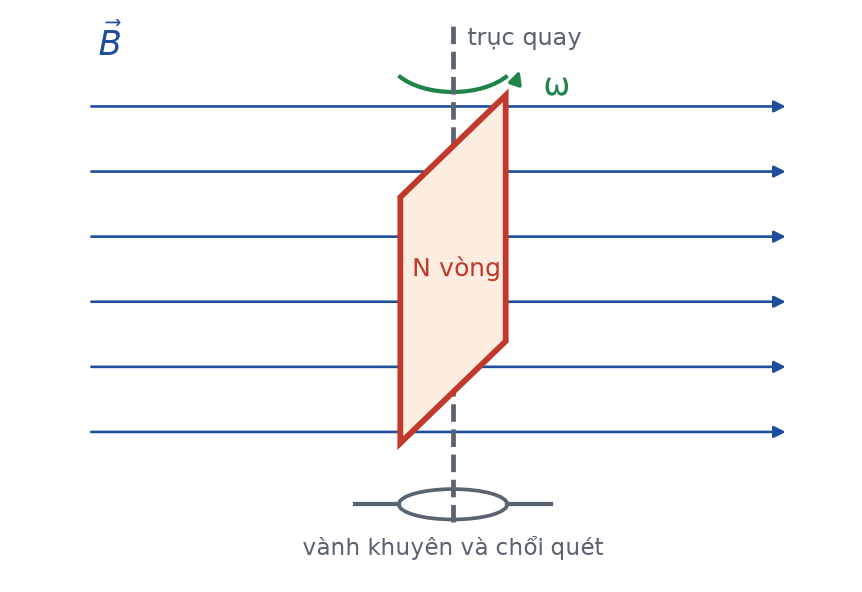 B⃗
trục quay
ω
N vòng
vành khuyên và chổi quét